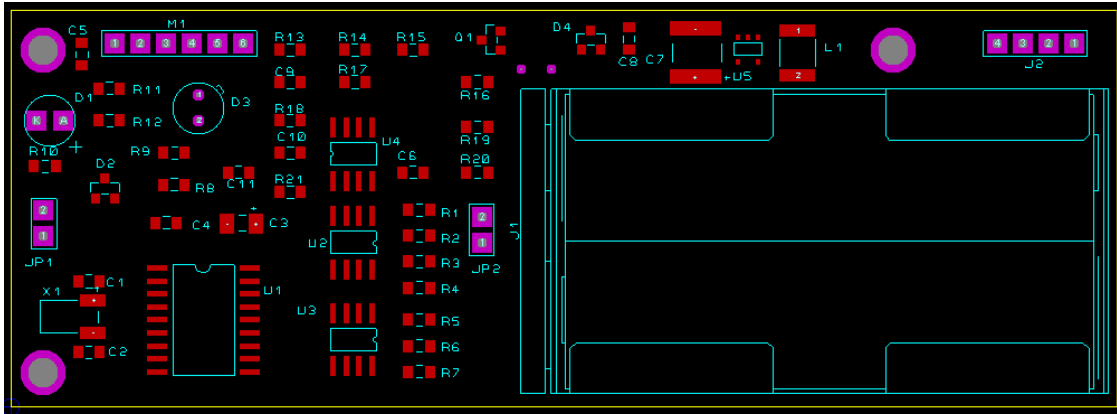 C5
M1
1 2 3 4 5 6
R13
R14
R15
Q1
D4
C8
C7
-
+
U5
1
2
L1
4 3 2 1
J2
D1
K A
+
R11
R12
C9
R17
R16
1
2
D3
R18
C10
R19
R10
D2
R9
R8
C11
R21
U4
C6
R20
2
1
JP1
C4
- +
+
C3
U2
R1
R2
R3
R4
2
1
JP2
J1
X1
C1
+
-
C2
U1
U3
R5
R6
R7